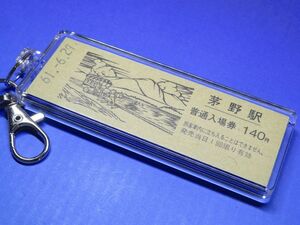 61.-6.27
茅野駅
普通入場券 140円
旅客車内に立ち入ることはできません。
発売当日1回限り有効